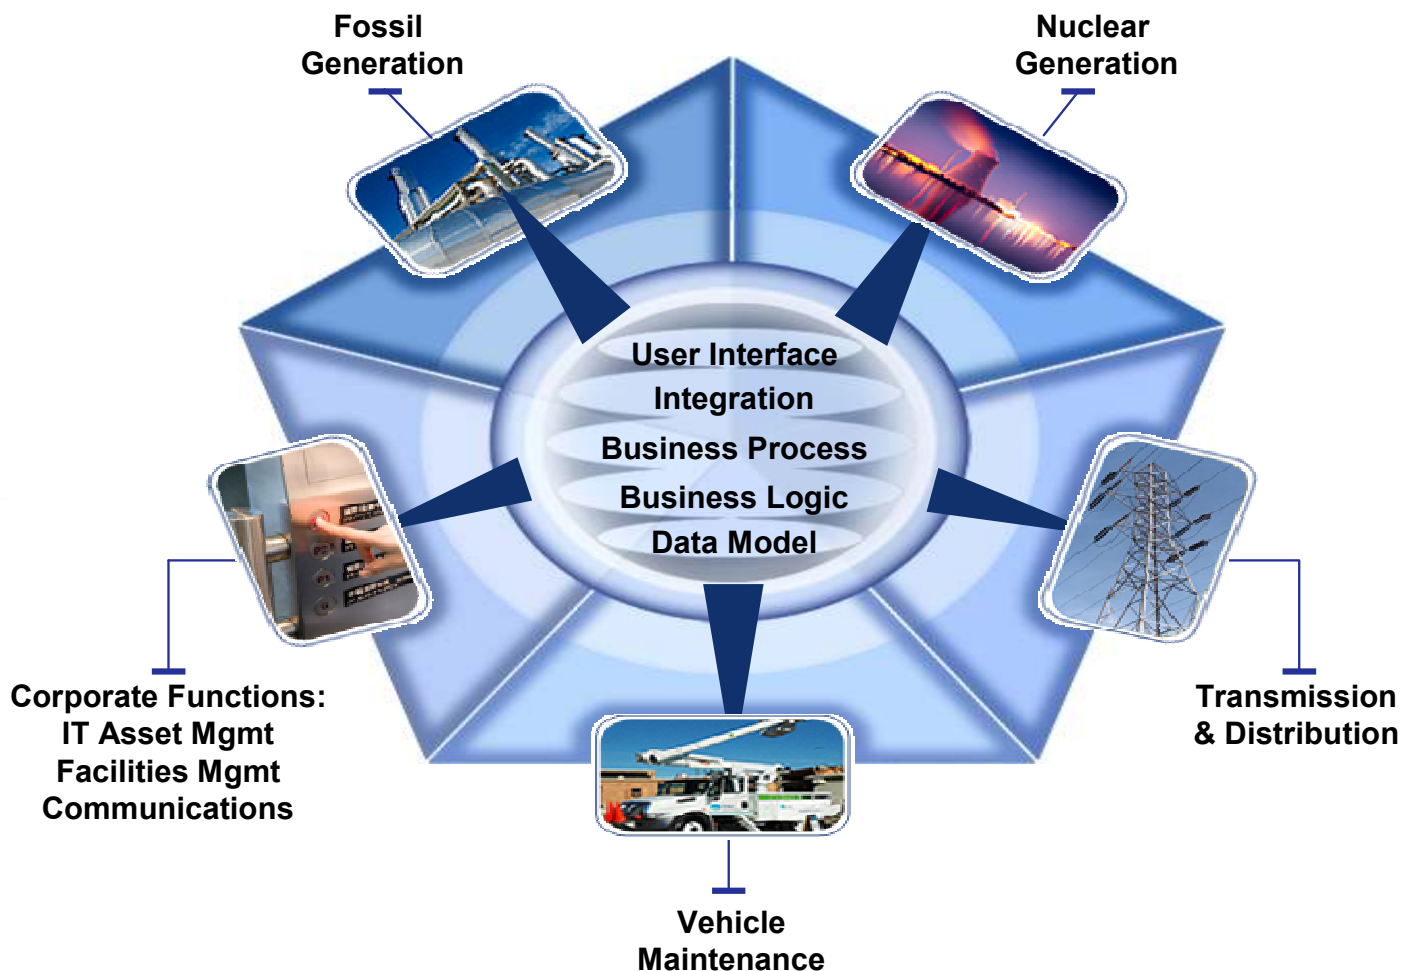 Fossil
Generation
Nuclear
Generation
User Interface
Integration
Business Process
Business Logic
Data Model
Corporate Functions:
IT Asset Mgmt
Facilities Mgmt
Communications
Transmission
& Distribution
Vehicle
Maintenance